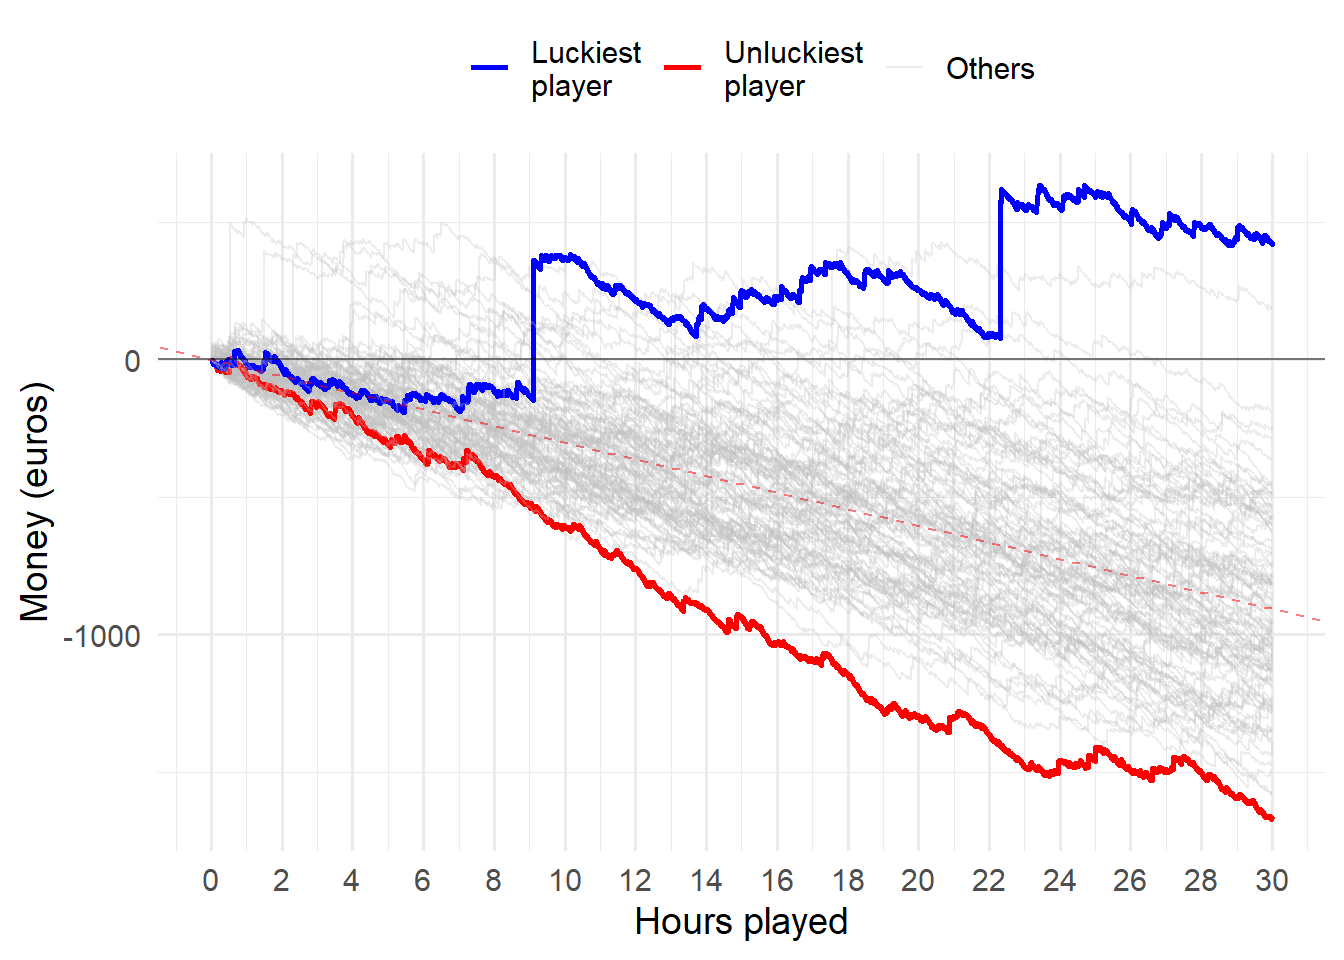 Luckiest player
Unluckiest player
Others
Money (euros)
0
-1000
0 2 4 6 8 10 12 14 16 18 20 22 24 26 28 30
Hours played